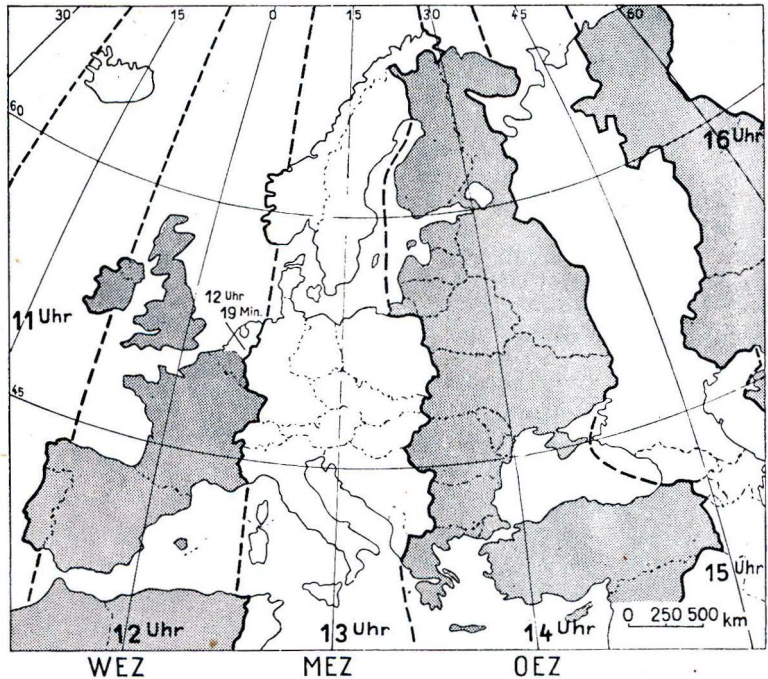 30 15 0 15 30 45 60
60
16 Uhr
12 Uhr
19 Min.
11 Uhr
45
15 Uhr
0 250 500 km
12 Uhr 13 Uhr 14 Uhr
WEZ MEZ OEZ